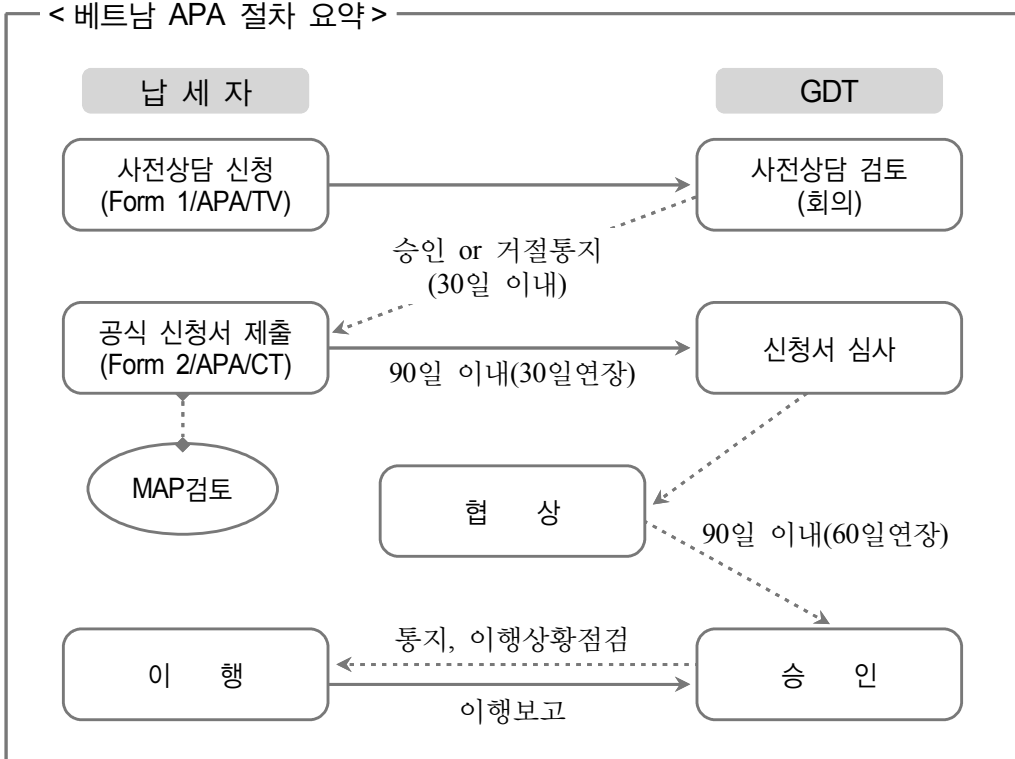 < 베트남 APA 절차 요약 >
납 세 자
GDT
사전상담 신청
(Form 1/APA/TV)
사전상담 검토
(회의)
승인 or 거절통지
(30일 이내)
공식 신청서 제출
(Form 2/APA/CT)
90일 이내(30일연장)
신청서 심사
MAP검토
협 상
90일 이내(60일연장)
통지, 이행상황점검
이 행
승 인
이행보고